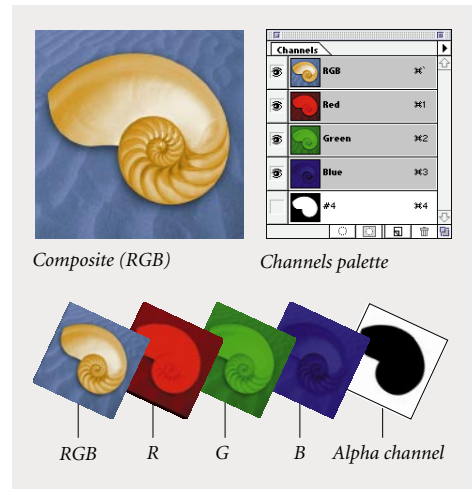 Channels
RGB ⌘`
Red ⌘1
Green ⌘2
Blue ⌘3
#4 ⌘4
Composite (RGB)
Channels palette
RGB R G B Alpha channel